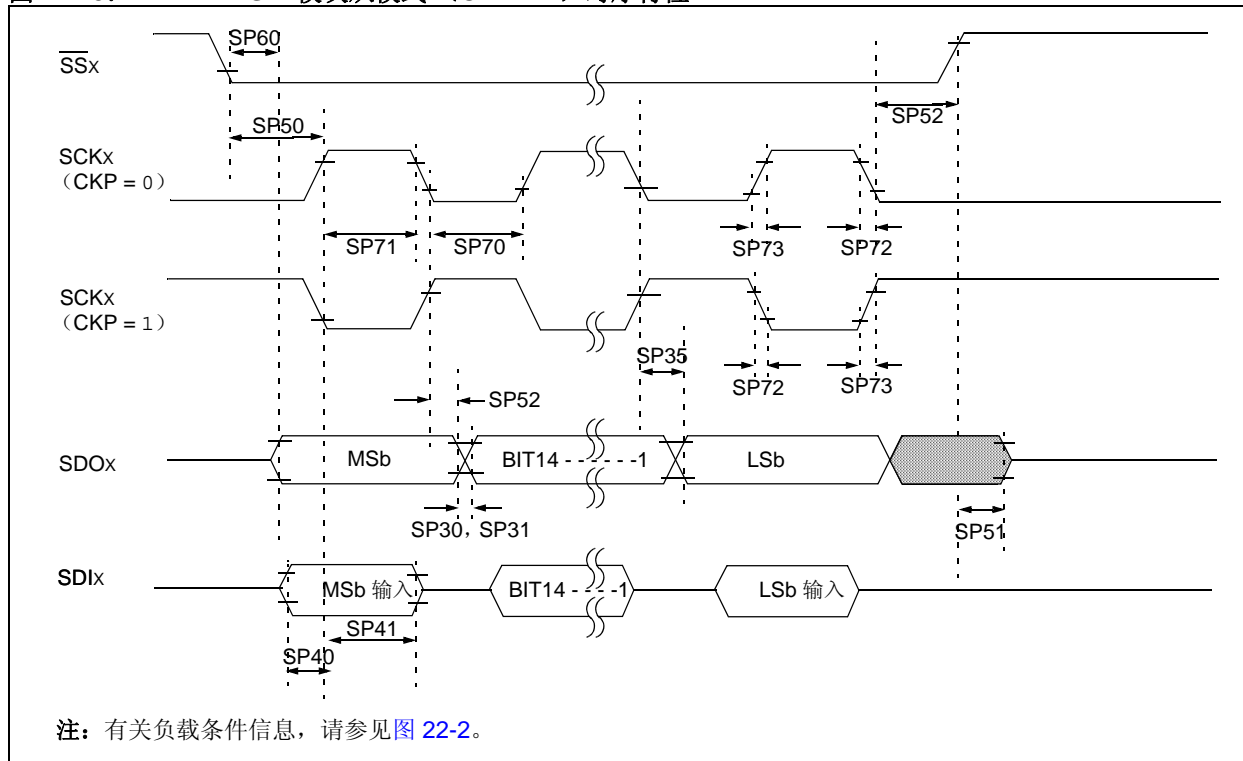 SP60
SSX
SP50
SP52
SCKX
（CKP = 0）
SP71
SP70
SP73
SP72
SCKX
（CKP = 1）
SP35
SP72
SP73
SP52
SDOX
MSb
BIT14 - - - - - -1
LSb
SP30，SP31
SP51
SDIX
MSb 输入
BIT14 - - - -1
LSb 输入
SP41
SP40
注：有关负载条件信息，请参见图 22-2。